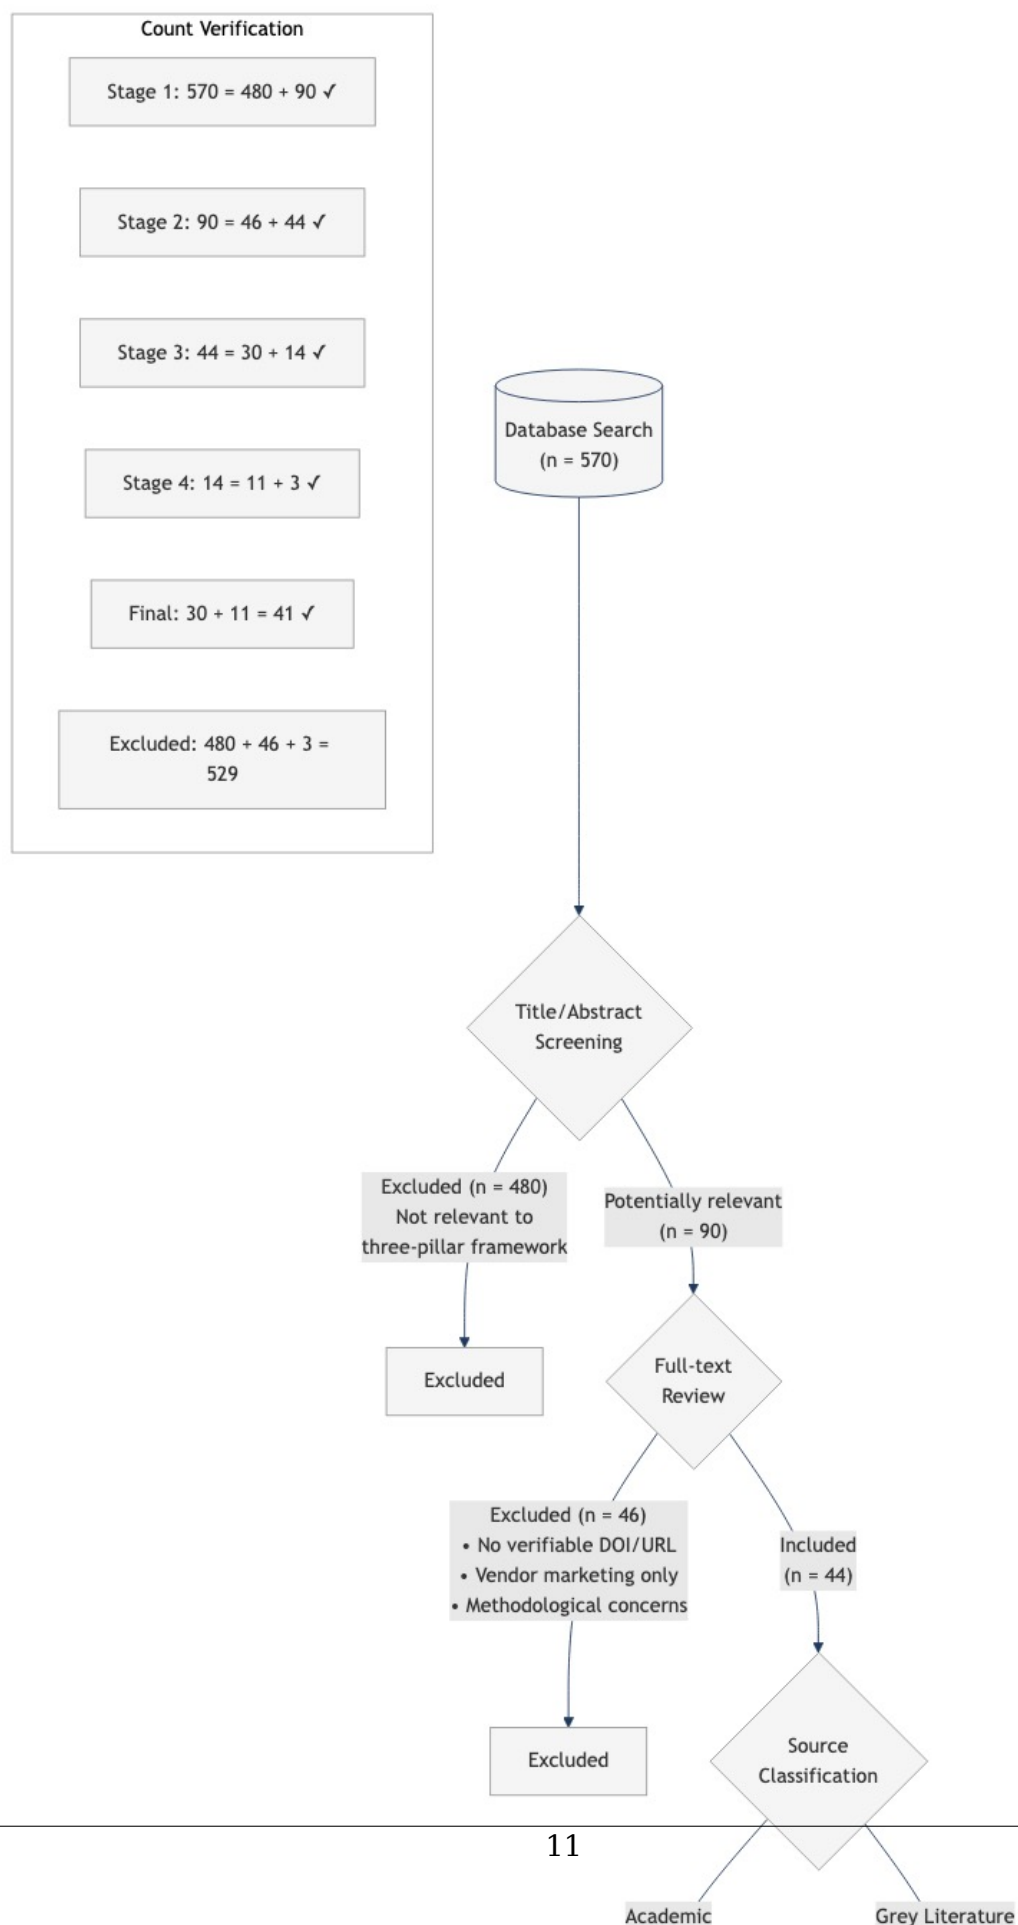 Count Verification
Stage 1: 570 = 480 + 90 ✓
Stage 2: 90 = 46 + 44 ✓
Stage 3: 44 = 30 + 14 ✓
Stage 4: 14 = 11 + 3 ✓
Final: 30 + 11 = 41 ✓
Excluded: 480 + 46 + 3 =
529
Database Search
(n = 570)
Title/Abstract
Screening
Excluded (n = 480)
Not relevant to
three-pillar framework
Potentially relevant
(n = 90)
Excluded
Full-text
Review
Excluded (n = 46)
• No verifiable DOI/URL
• Vendor marketing only
• Methodological concerns
Included
(n = 44)
Excluded
Source
Classification
11
Academic
Grey Literature